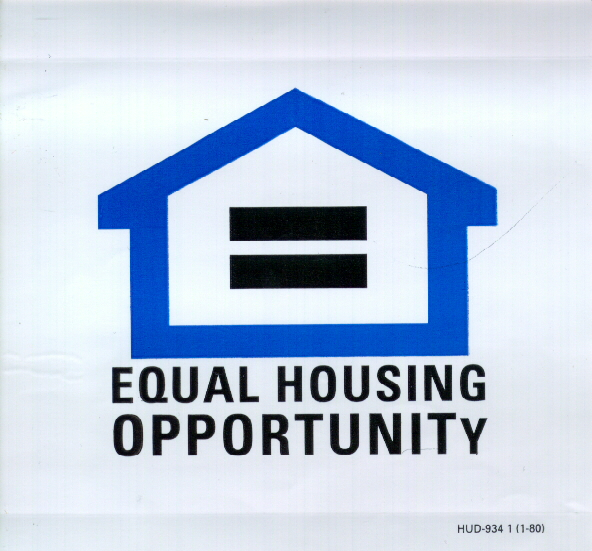 EQUAL HOUSING
OPPORTUNITY
HUD-934 1 (1-80)